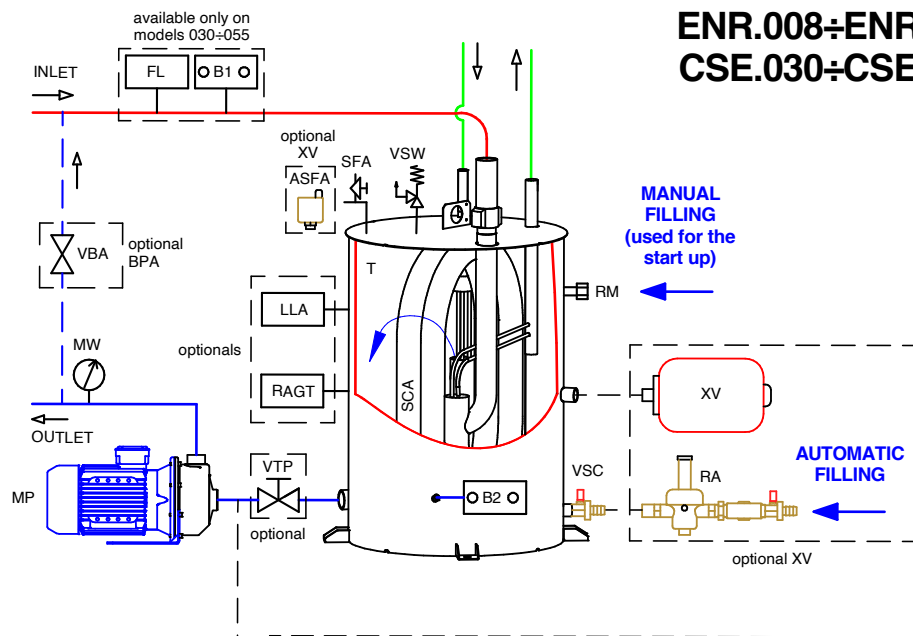 available only on
models 030÷055
ENR.008÷ENR
CSE.030÷CSE
INLET
FL
B1
optional
XV
ASFA
SFA
VSW
MANUAL
FILLING
(used for the
start up)
VBA
optional
BPA
T
RM
LLA
optionals
RAGT
MW
SCA
XV
OUTLET
AUTOMATIC
FILLING
MP
VTP
optional
B2
VSC
RA
optional XV